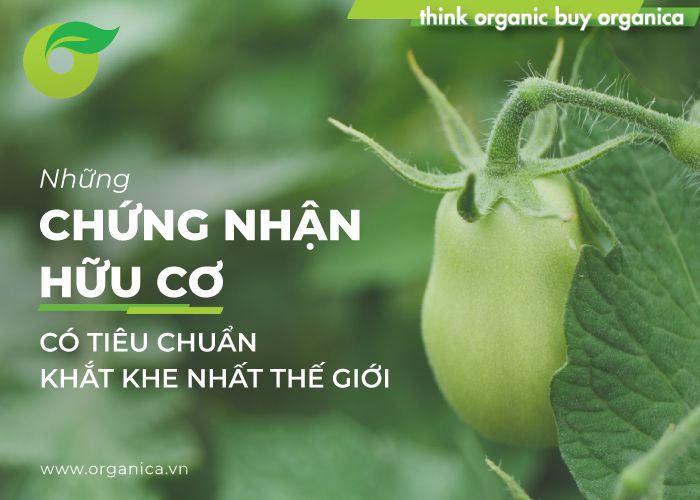 think organic buy organica
Những
CHỨNG NHẬN
HỮU CƠ
CÓ TIÊU CHUẨN
KHẮT KHE NHẤT THẾ GIỚI
www.organica.vn